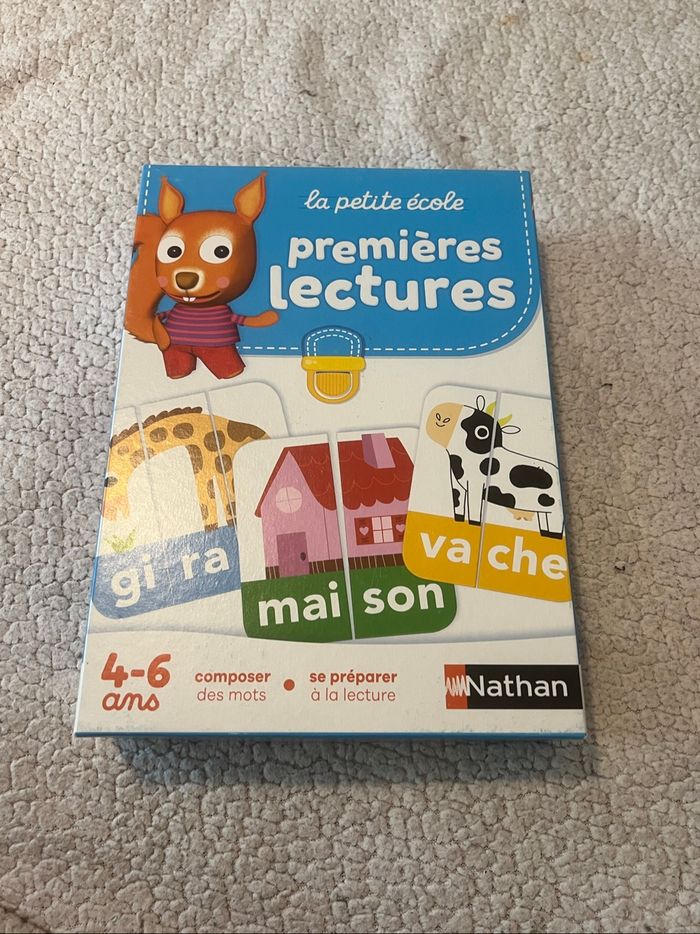 la petite école
premières
lectures
gi ra
mai son
va che
4-6
ans
composer
des mots
se préparer
à la lecture
Nathan